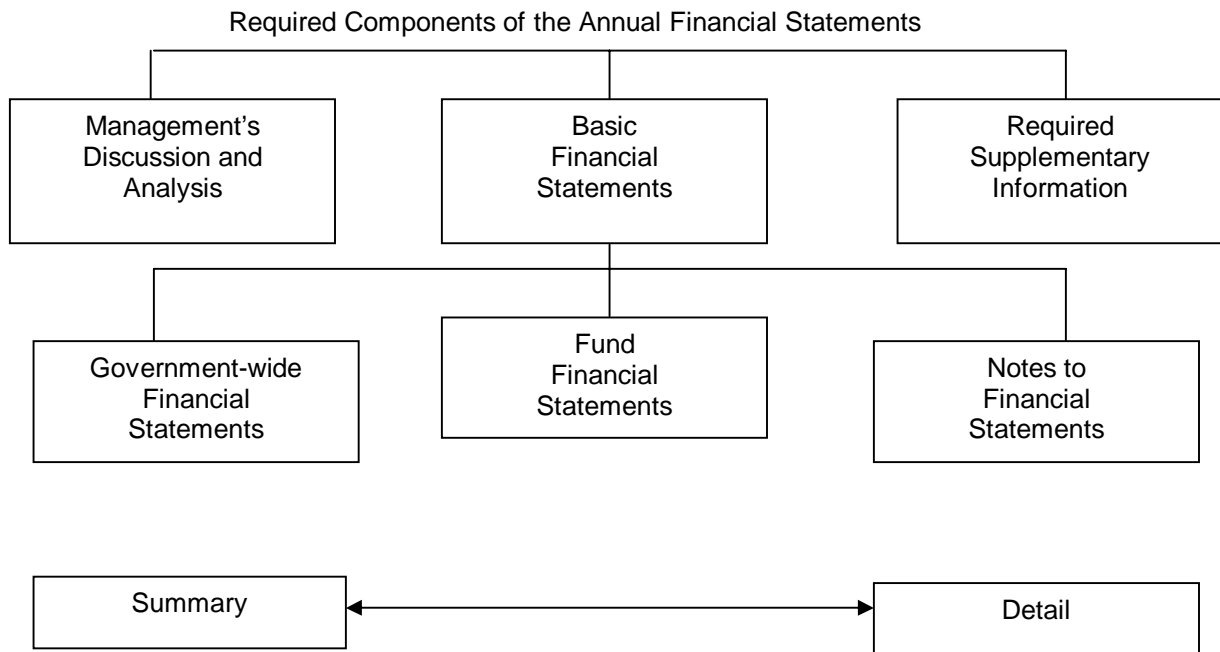 Required Components of the Annual Financial Statements
Management’s
Discussion and
Analysis
Basic
Financial
Statements
Required
Supplementary
Information
Government-wide
Financial
Statements
Fund
Financial
Statements
Notes to
Financial
Statements
Summary
Detail